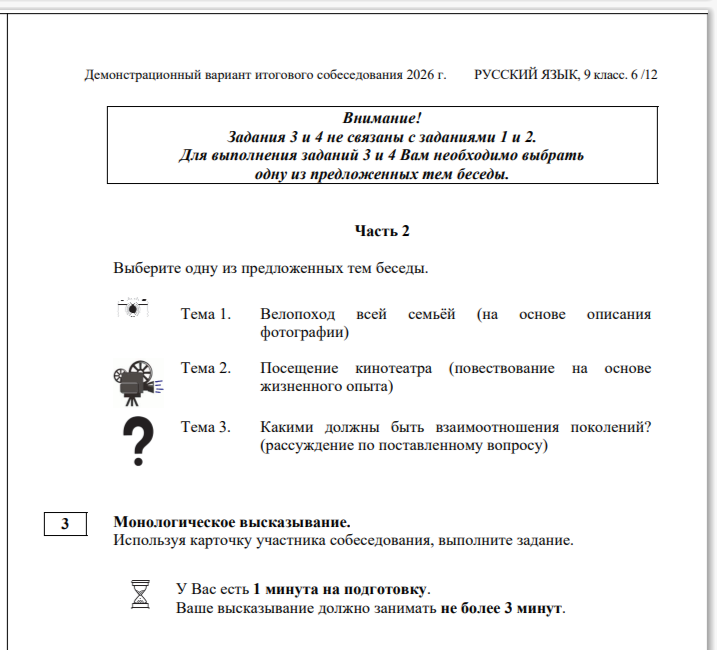 Демонстрационный вариант итогового собеседования 2026 г. РУССКИЙ ЯЗЫК, 9 класс. 6 /12
Внимание!
Задания 3 и 4 не связаны с заданиями 1 и 2.
Для выполнения заданий 3 и 4 Вам необходимо выбрать
одну из предложенных тем беседы.
Часть 2
Выберите одну из предложенных тем беседы.
Тема 1. Велопоход всей семьёй (на основе описания
фотографии)
Тема 2. Посещение кинотеатра (повествование на основе
жизненного опыта)
?
Тема 3. Какими должны быть взаимоотношения поколений?
(рассуждение по поставленному вопросу)
3 Монологическое высказывание.
Используя карточку участника собеседования, выполните задание.
У Вас есть 1 минута на подготовку.
Ваше высказывание должно занимать не более 3 минут.